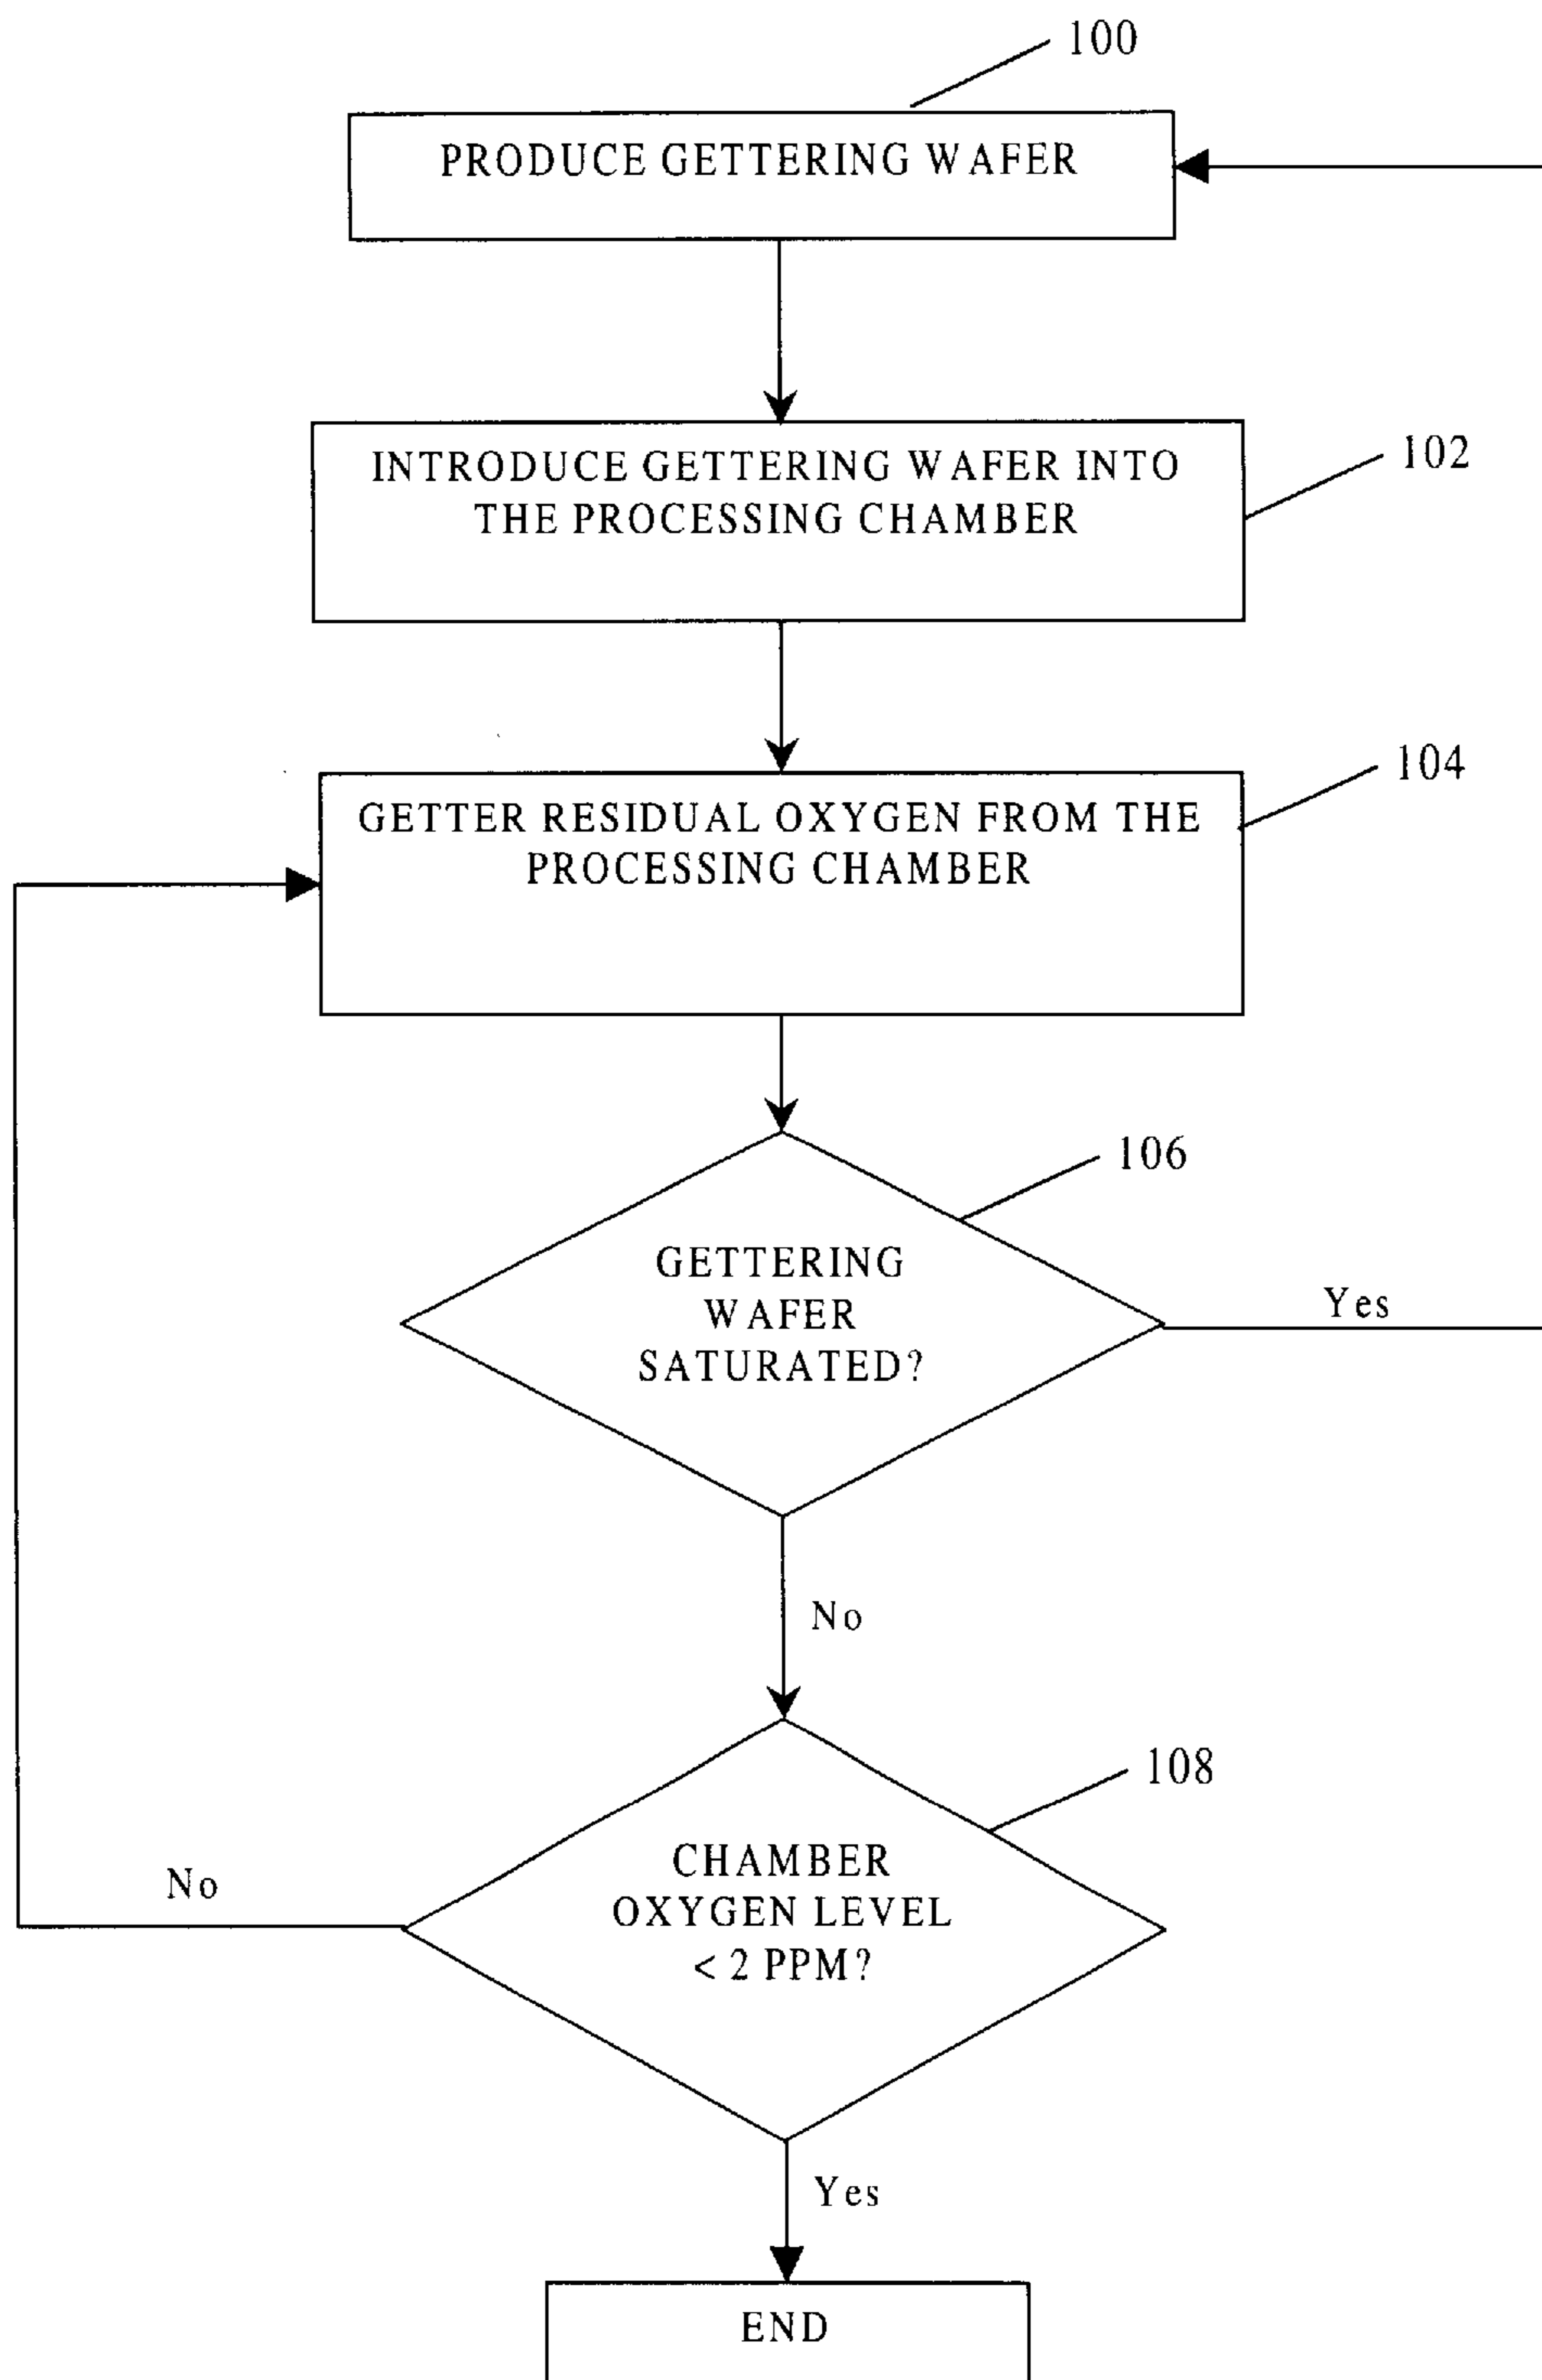 100
PRODUCE GETTERING WAFER
102
INTRODUCE GETTERING WAFER INTO
THE PROCESSING CHAMBER
104
GETTER RESIDUAL OXYGEN FROM THE
PROCESSING CHAMBER
106
GETTERING
WAFER
SATURATED?
Yes
No
108
CHAMBER
OXYGEN LEVEL
< 2 PPM?
No
Yes
END